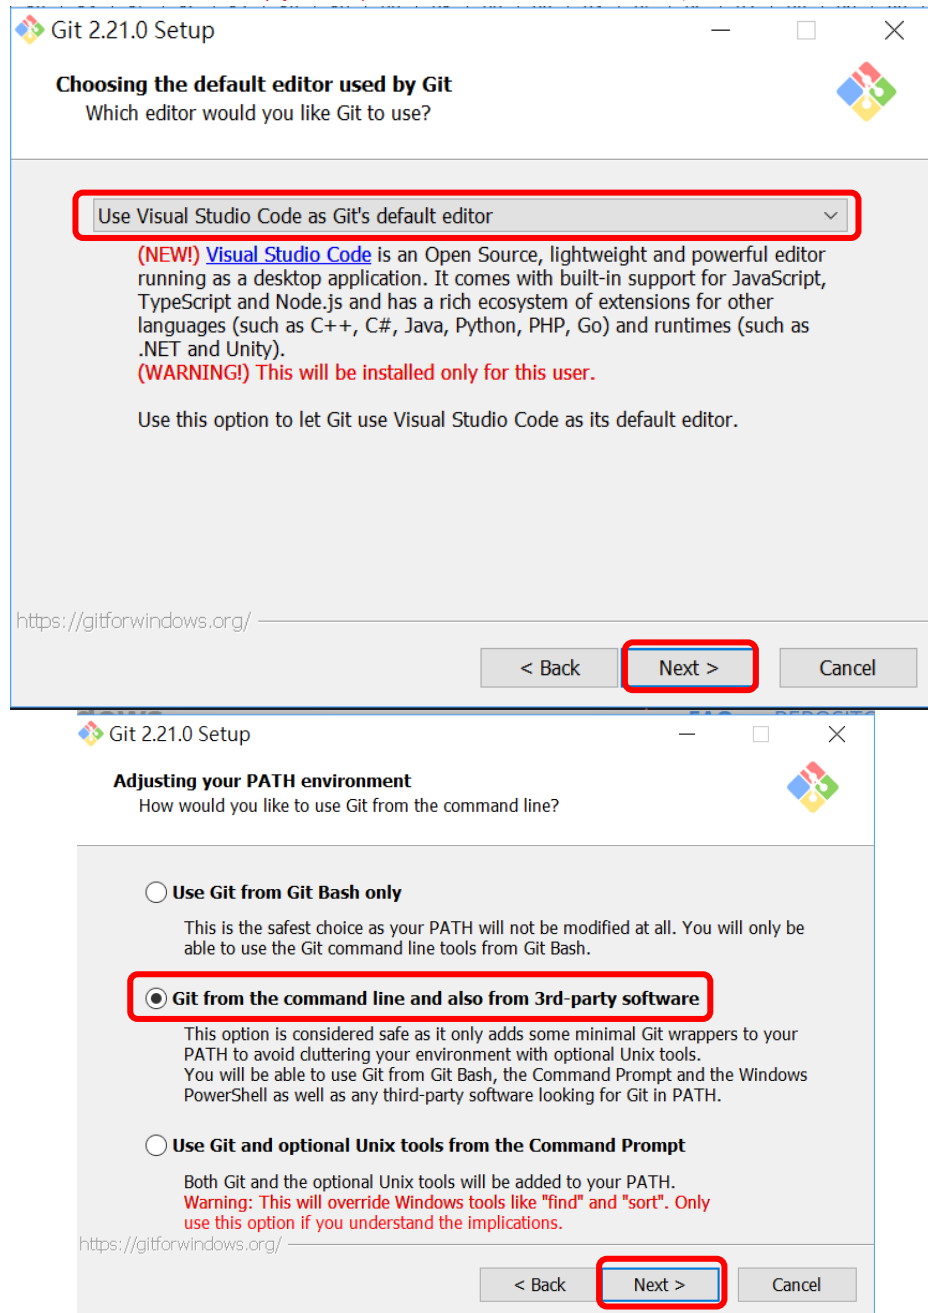 Git 2.21.0 Setup
Choosing the default editor used by Git
Which editor would you like Git to use?
Use Visual Studio Code as Git's default editor
(NEW!) Visual Studio Code is an Open Source, lightweight and powerful editor
running as a desktop application. It comes with built-in support for JavaScript,
TypeScript and Node.js and has a rich ecosystem of extensions for other
languages (such as C++, C#, Java, Python, PHP, Go) and runtimes (such as
.NET and Unity).
(WARNING!) This will be installed only for this user.
Use this option to let Git use Visual Studio Code as its default editor.
https://gitforwindows.org/
< Back Next > Cancel
Git 2.21.0 Setup
Adjusting your PATH environment
How would you like to use Git from the command line?
Use Git from Git Bash only
This is the safest choice as your PATH will not be modified at all. You will only be
able to use the Git command line tools from Git Bash.
Git from the command line and also from 3rd-party software
This option is considered safe as it only adds some minimal Git wrappers to your
PATH to avoid cluttering your environment with optional Unix tools.
You will be able to use Git from Git Bash, the Command Prompt and the Windows
PowerShell as well as any third-party software looking for Git in PATH.
Use Git and optional Unix tools from the Command Prompt
Both Git and the optional Unix tools will be added to your PATH.
Warning: This will override Windows tools like "find" and "sort". Only
use this option if you understand the implications.
https://gitforwindows.org/
< Back Next > Cancel